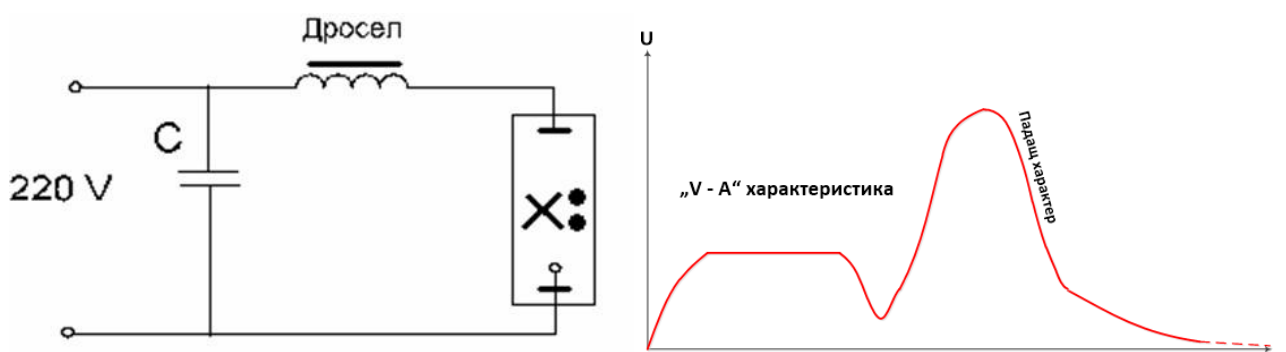 Дросел
C
220 V
U
„V - A“ характеристика
Падащ характер